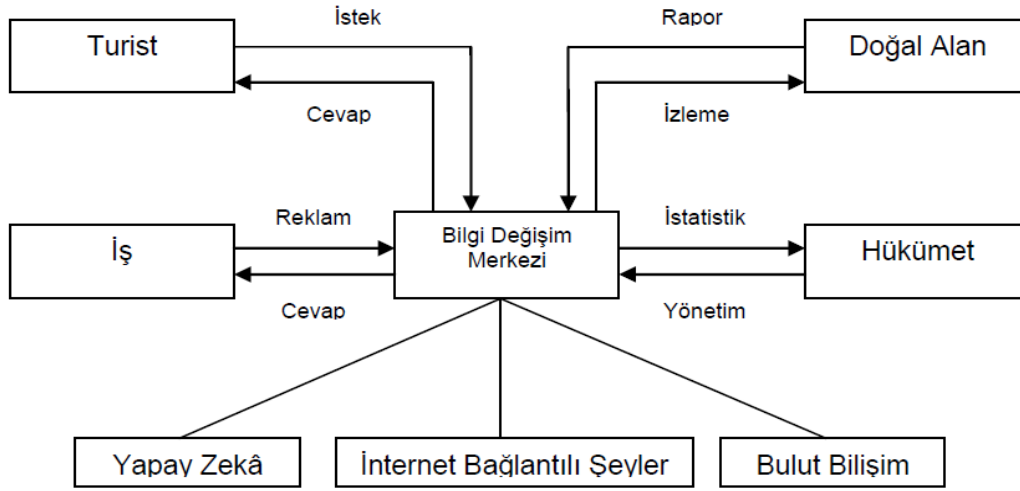 İstek
Rapor
Turist
Doğal Alan
Cevap
İzleme
Reklam
İstatistik
İş
Bilgi Değişim
Merkezi
Hükümet
Cevap
Yönetim
Yapay Zekâ
İnternet Bağlantılı Şeyler
Bulut Bilişim